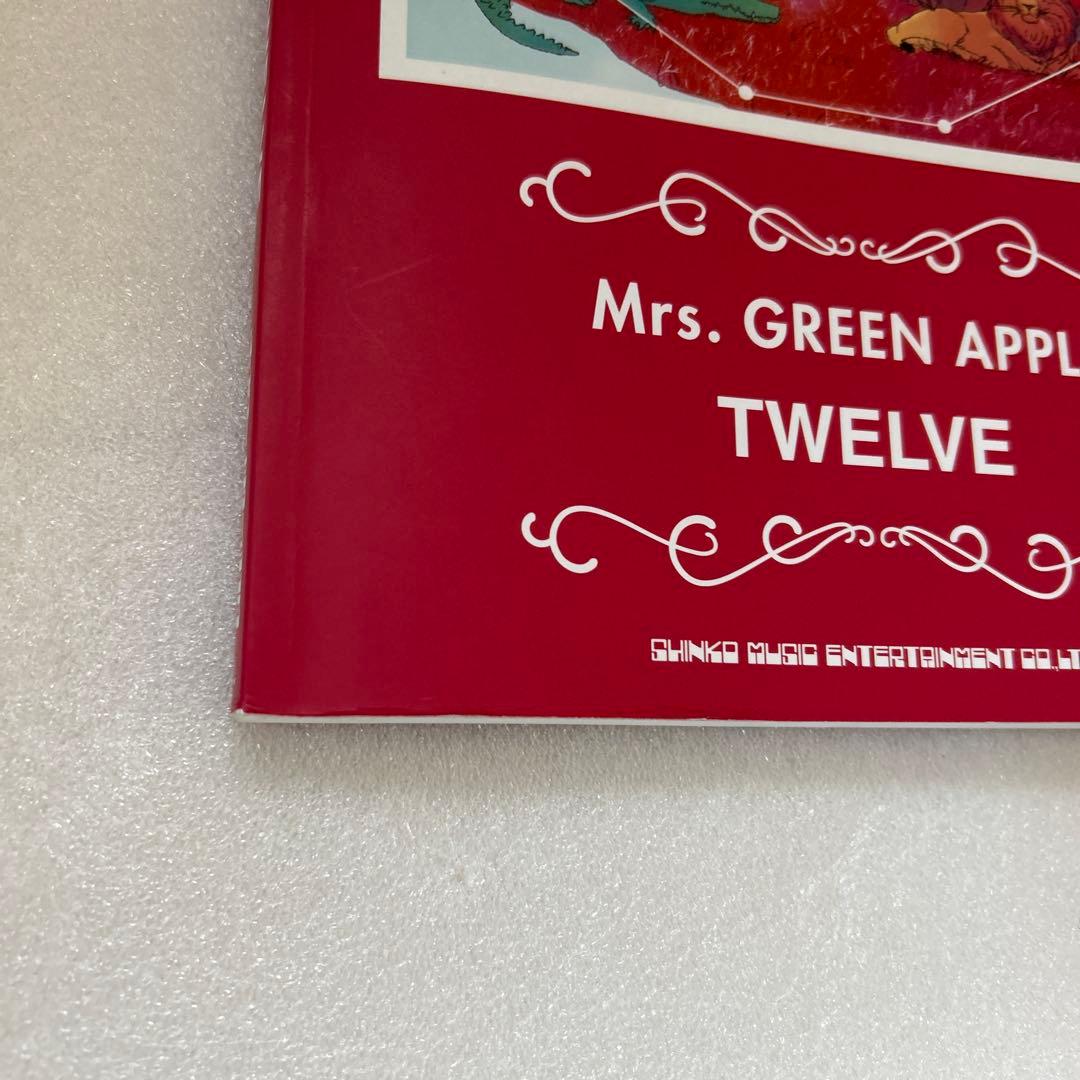 Mrs. GREEN APPL
TWELVE
SHINKO MUSIC ENTERTAINMENT CO.,LT